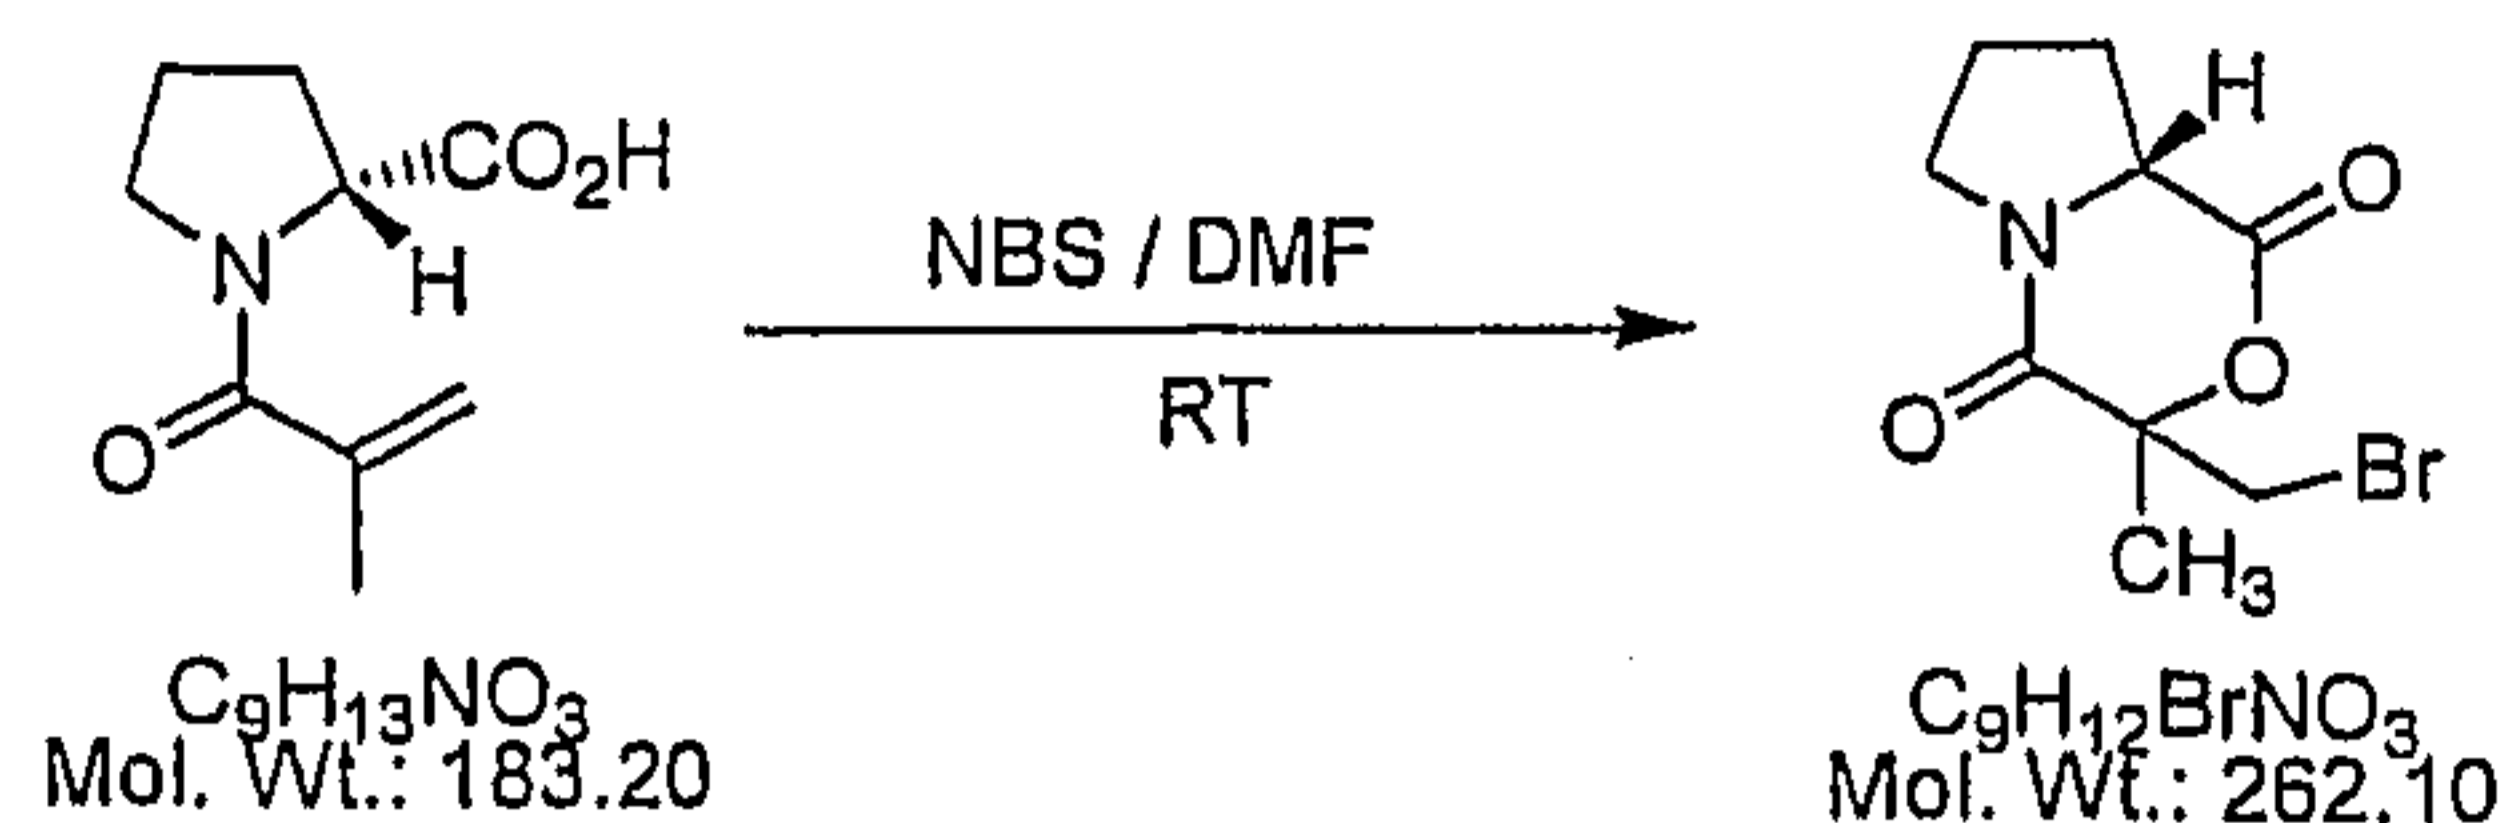 CO₂H
H
N
O
C₉H₁₃NO₃
Mol. Wt.: 183.20
NBS / DMF
RT
H
O
N
O
O
Br
CH₃
C₉H₁₂BrNO₃
Mol. Wt.: 262.10